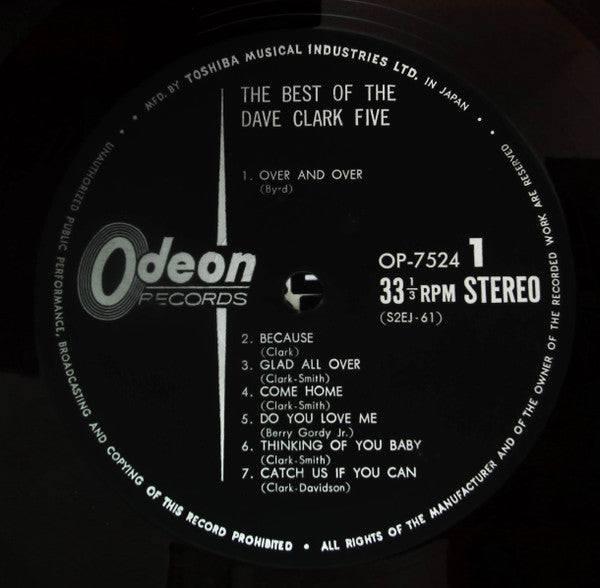 MFD. BY TOSHIBA MUSICAL INDUSTRIES LTD. IN JAPAN
THE BEST OF THE
DAVE CLARK FIVE
1. OVER AND OVER
(Byrd)
Odeon
RECORDS
OP-7524 1
33 1/3 RPM STEREO
(S2EJ-61)
2. BECAUSE
(Clark)
3. GLAD ALL OVER
(Clark-Smith)
4. COME HOME
(Clark-Smith)
5. DO YOU LOVE ME
(Berry Gordy Jr.)
6. THINKING OF YOU BABY
(Clark-Smith)
7. CATCH US IF YOU CAN
(Clark-Davidson)
UNAUTHORIZED PUBLIC PERFORMANCE, BROADCASTING AND COPYING OF THIS RECORD PROHIBITED • ALL RIGHTS OF THE MANUFACTURER AND OF THE OWNER OF THE RECORDED WORK ARE RESERVED